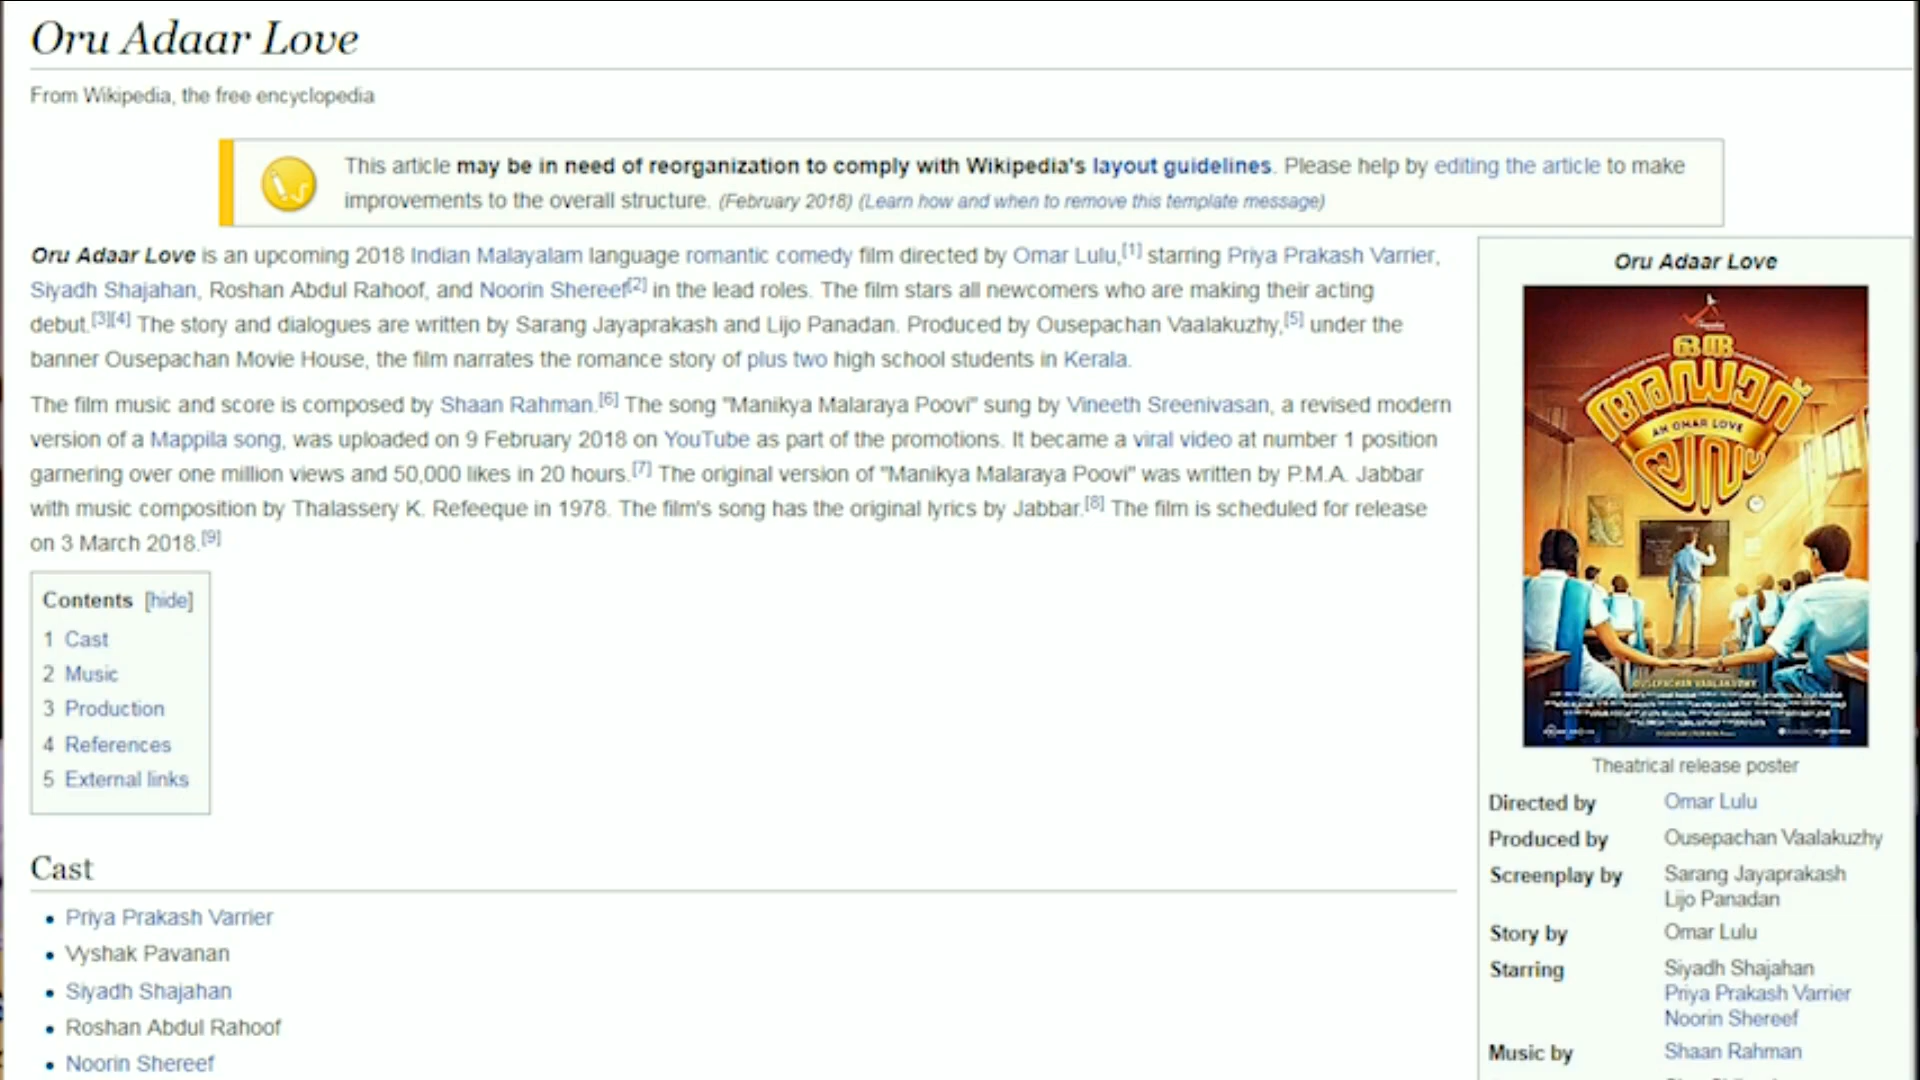 Oru Adaar Love
From Wikipedia, the free encyclopedia
This article may be in need of reorganization to comply with Wikipedia's layout guidelines. Please help by editing the article to make
improvements to the overall structure. (February 2018) (Learn how and when to remove this template message)
Oru Adaar Love is an upcoming 2018 Indian Malayalam language romantic comedy film directed by Omar Lulu,[1] starring Priya Prakash Varrier,
Siyadh Shajahan, Roshan Abdul Rahoof, and Noorin Shereef[2] in the lead roles. The film stars all newcomers who are making their acting
debut.[3][4] The story and dialogues are written by Sarang Jayaprakash and Lijo Panadan. Produced by Ousepachan Vaalakuzhy,[5] under the
banner Ousepachan Movie House, the film narrates the romance story of plus two high school students in Kerala.
The film music and score is composed by Shaan Rahman.[6] The song "Manikya Malaraya Poovi" sung by Vineeth Sreenivasan, a revised modern
version of a Mappila song, was uploaded on 9 February 2018 on YouTube as part of the promotions. It became a viral video at number 1 position
garnering over one million views and 50,000 likes in 20 hours.[7] The original version of "Manikya Malaraya Poovi" was written by P.M.A. Jabbar
with music composition by Thalassery K. Refeeque in 1978. The film's song has the original lyrics by Jabbar.[8] The film is scheduled for release
on 3 March 2018.[9]
Contents [hide]
1 Cast
2 Music
3 Production
4 References
5 External links
Cast
Priya Prakash Varrier
Vyshak Pavanan
Siyadh Shajahan
Roshan Abdul Rahoof
Noorin Shereef
Oru Adaar Love
ഒരു
അഡാറ്
AN OMAR LOVE
ലവ്
OUSEPACHAN VAALAKUZHY
Theatrical release poster
Directed by Omar Lulu
Produced by Ousepachan Vaalakuzhy
Screenplay by Sarang Jayaprakash
Lijo Panadan
Story by Omar Lulu
Starring Siyadh Shajahan
Priya Prakash Varrier
Noorin Shereef
Music by Shaan Rahman